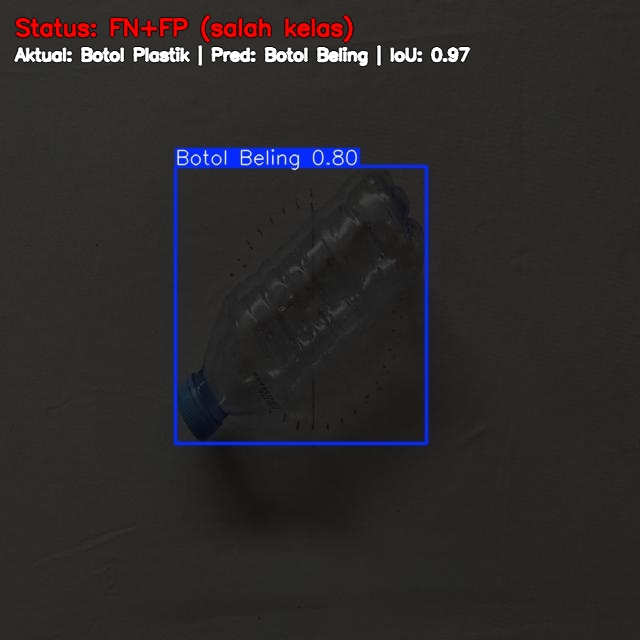 Status: FN+FP (salah kelas)
Aktual: Botol Plastik | Pred: Botol Beling | IoU: 0.97
Botol Beling 0.80